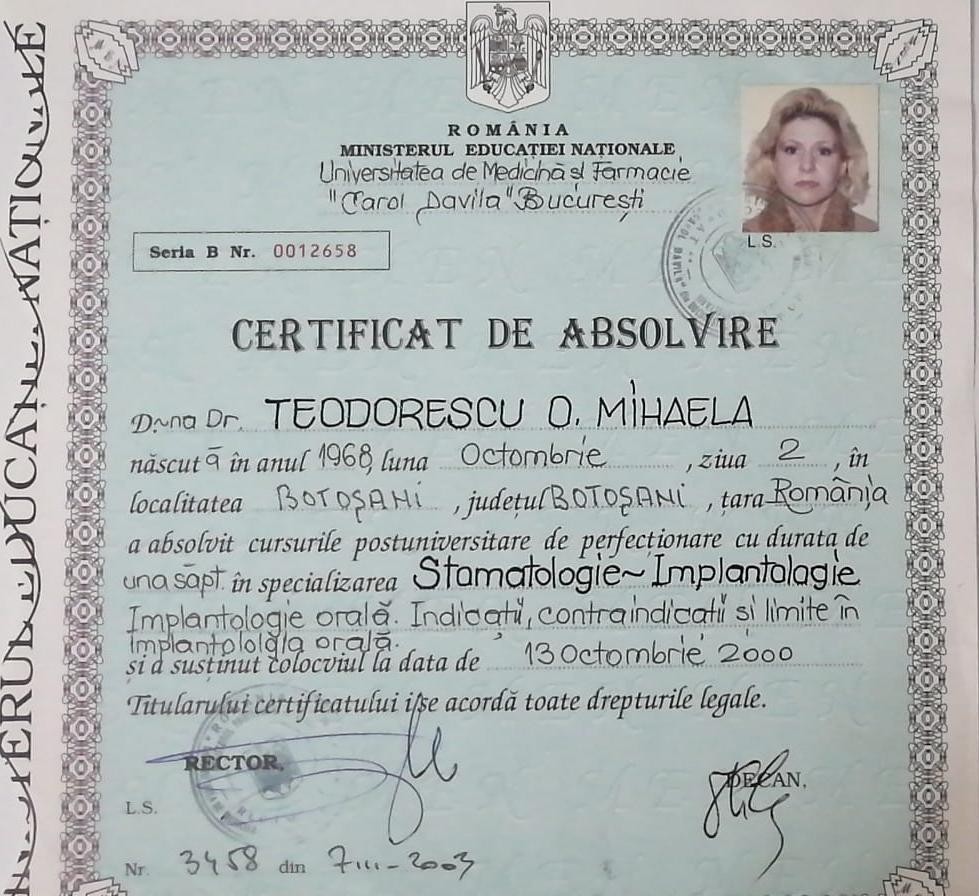 ROMÂNIA
MINISTERUL EDUCAȚIEI NAȚIONALE
Universitatea de Medicină și Farmacie
"Carol Davila" București
L.S.
Seria B Nr. 0012658
CERTIFICAT DE ABSOLVIRE
D~na Dr. TEODORESCU O. MIHAELA
născut ă în anul 1968, luna Octombrie, ziua 2, în
localitatea BOTOȘANI, județul BOTOȘANI, țara România
a absolvit cursurile postuniversitare de perfecționare cu durata de
una săpt. în specializarea Stomatologie~Implantologie
Implantologie orală. Indicații, contraindicații și limite în
implantologia orală.
și a susținut colocviul la data de 13 Octombrie 2000
Titularului certificatului i se acordă toate drepturile legale.
RECTOR,
DECAN,
L.S.
Nr. 3458 din 7 III - 2003